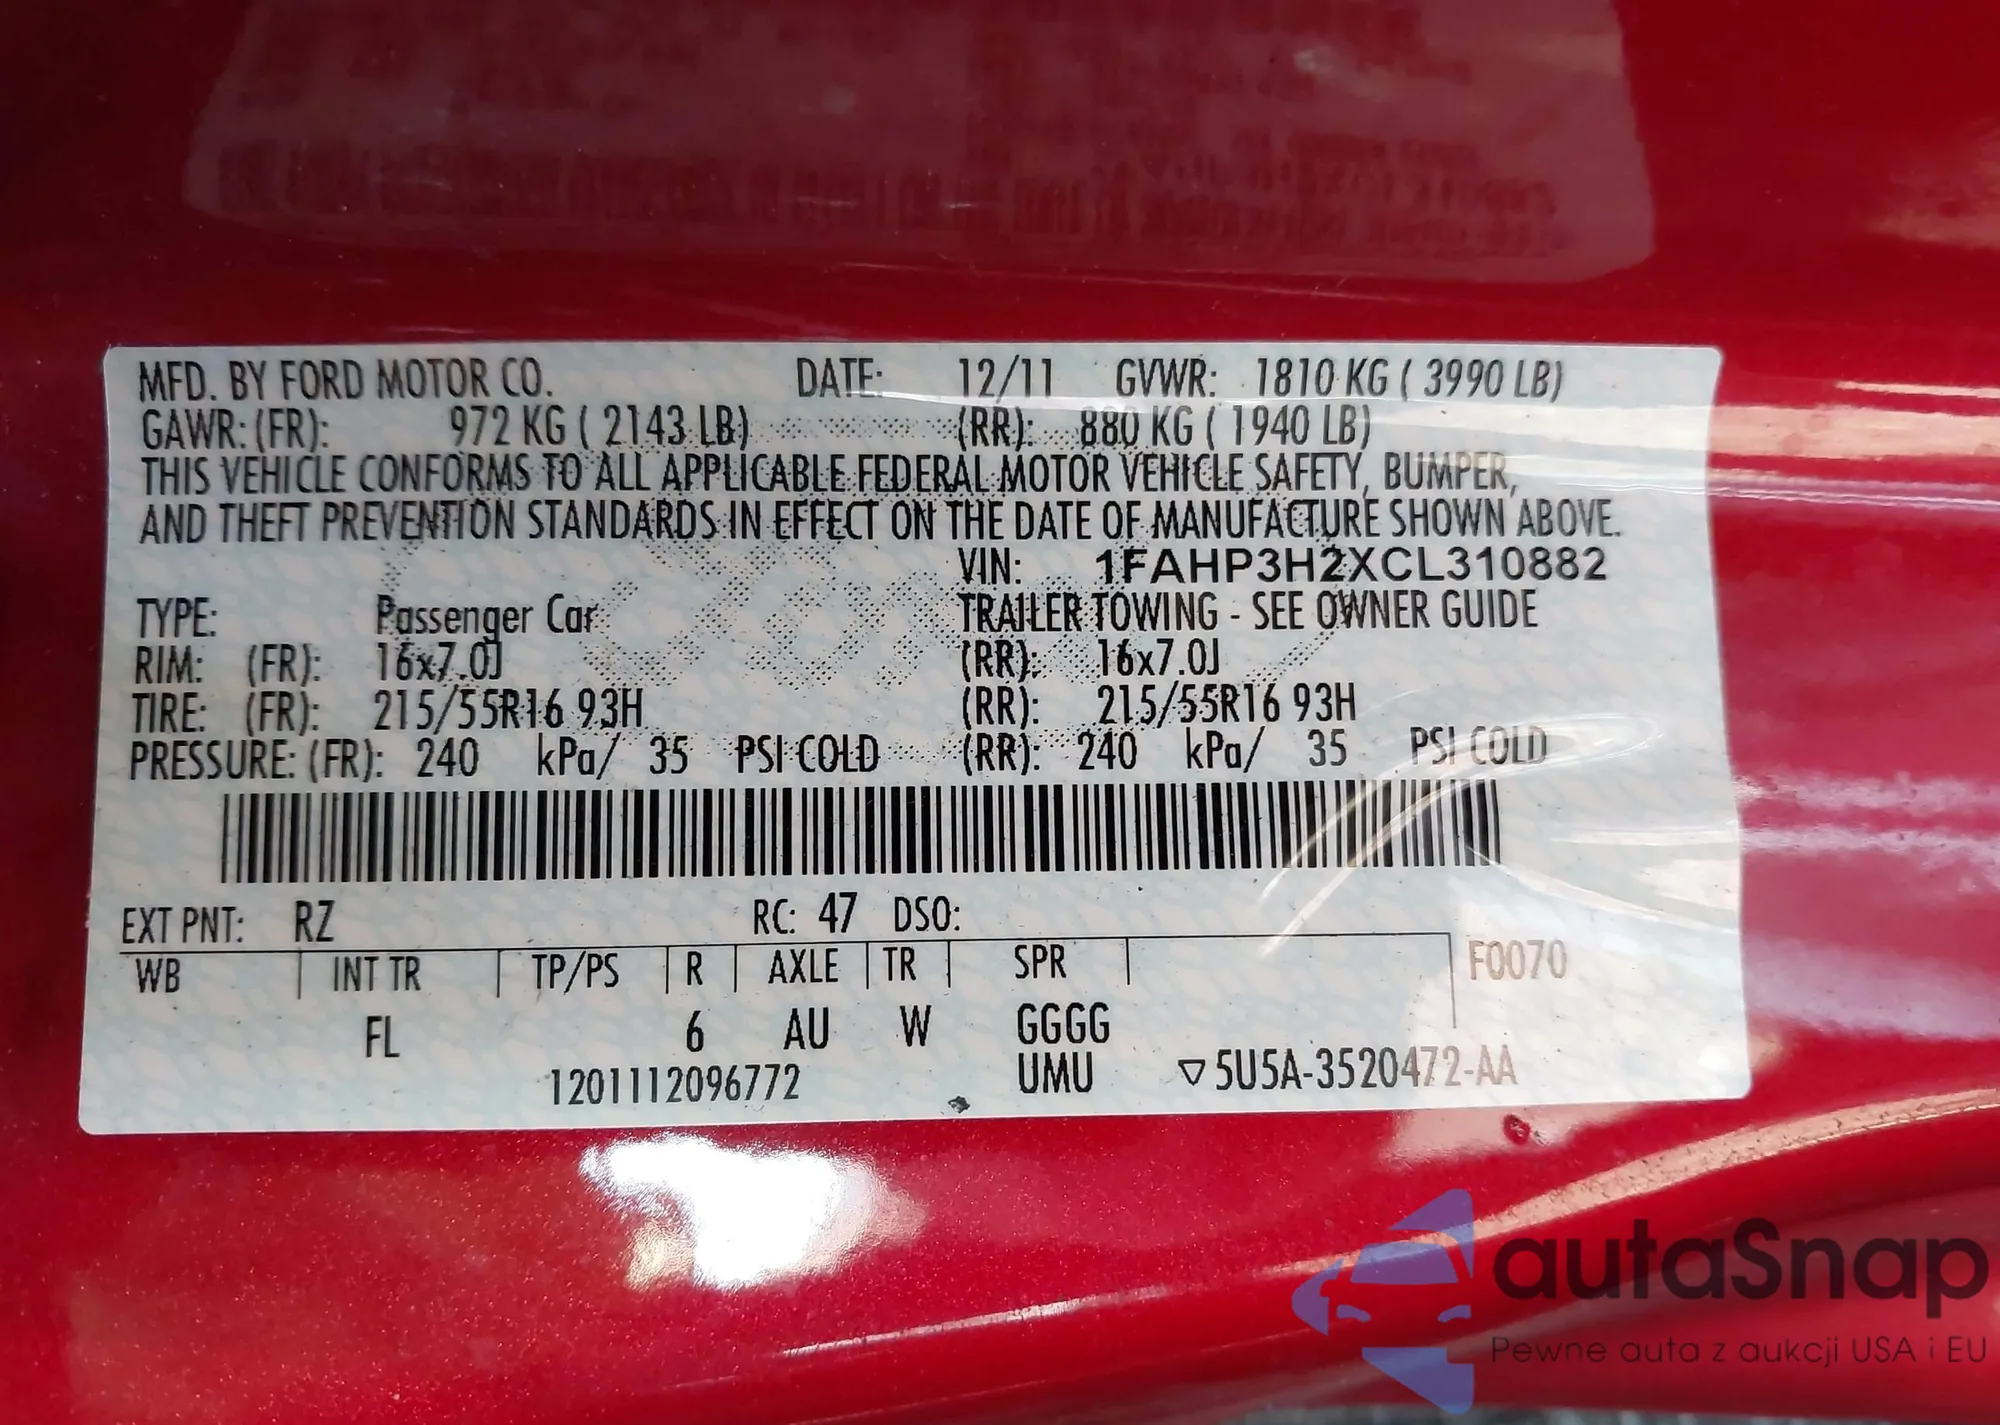 MFD. BY FORD MOTOR CO. DATE: 12/11 GVWR: 1810 KG ( 3990 LB)
GAWR: (FR): 972 KG ( 2143 LB) (RR): 880 KG ( 1940 LB)
THIS VEHICLE CONFORMS TO ALL APPLICABLE FEDERAL MOTOR VEHICLE SAFETY, BUMPER,
AND THEFT PREVENTION STANDARDS IN EFFECT ON THE DATE OF MANUFACTURE SHOWN ABOVE.
VIN: 1FAHP3H2XCL310882
TYPE: Passenger Car TRAILER TOWING - SEE OWNER GUIDE
RIM: (FR): 16x7.0J (RR): 16x7.0J
TIRE: (FR): 215/55R16 93H (RR): 215/55R16 93H
PRESSURE: (FR): 240 kPa/ 35 PSI COLD (RR): 240 kPa/ 35 PSI COLD
EXT PNT: RZ RC: 47 DSO:
WB INT TR TP/PS R AXLE TR SPR F0070
FL 6 AU W GGGG
1201112096772 UMU ▽5U5A-3520472-AA
autaSnap
Pewne auta z aukcji USA i EU